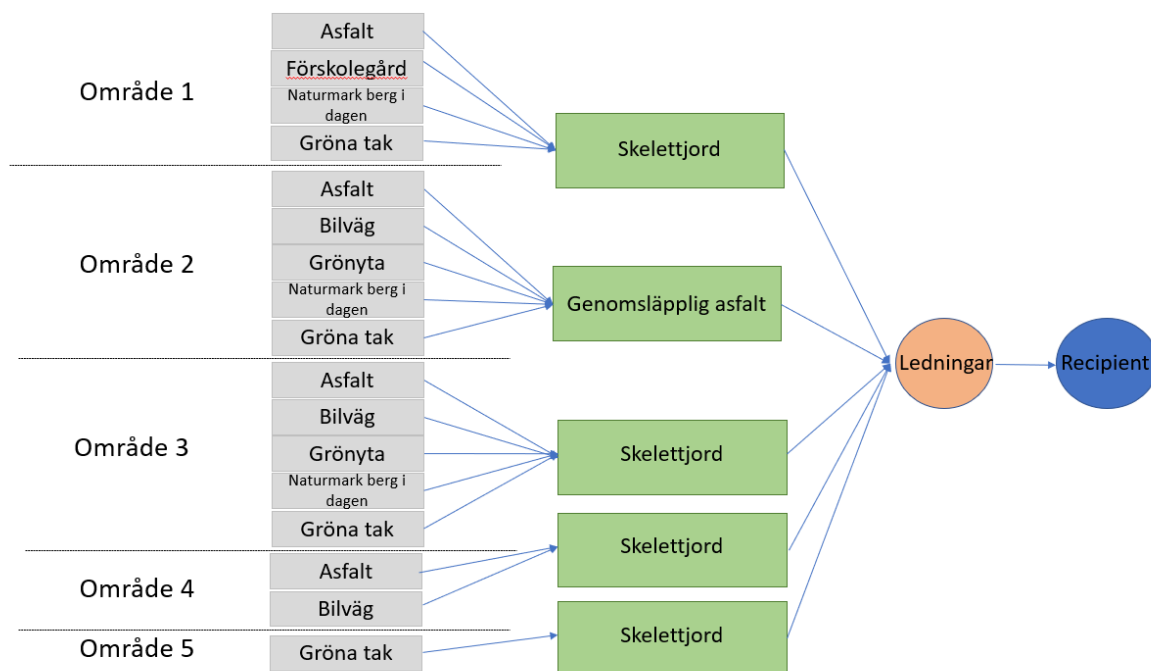 Område 1
Asfalt
Förskolegård
Naturmark berg i
dagen
Gröna tak
Skelettjord
Område 2
Asfalt
Bilväg
Grönyta
Naturmark berg i
dagen
Gröna tak
Genomsläpplig asfalt
Område 3
Asfalt
Bilväg
Grönyta
Naturmark berg i
dagen
Gröna tak
Skelettjord
Område 4
Asfalt
Bilväg
Skelettjord
Område 5
Gröna tak
Skelettjord
Ledningar
Recipient